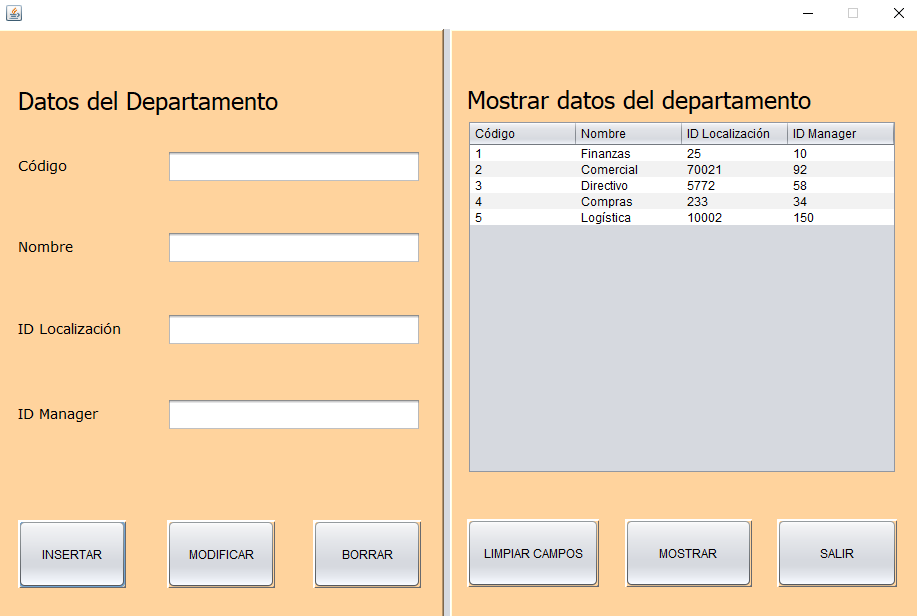 Datos del Departamento
Código
Nombre
ID Localización
ID Manager
INSERTAR MODIFICAR BORRAR
Mostrar datos del departamento
Código Nombre ID Localización ID Manager
1 Finanzas 25 10
2 Comercial 70021 92
3 Directivo 5772 58
4 Compras 233 34
5 Logística 10002 150
LIMPIAR CAMPOS MOSTRAR SALIR